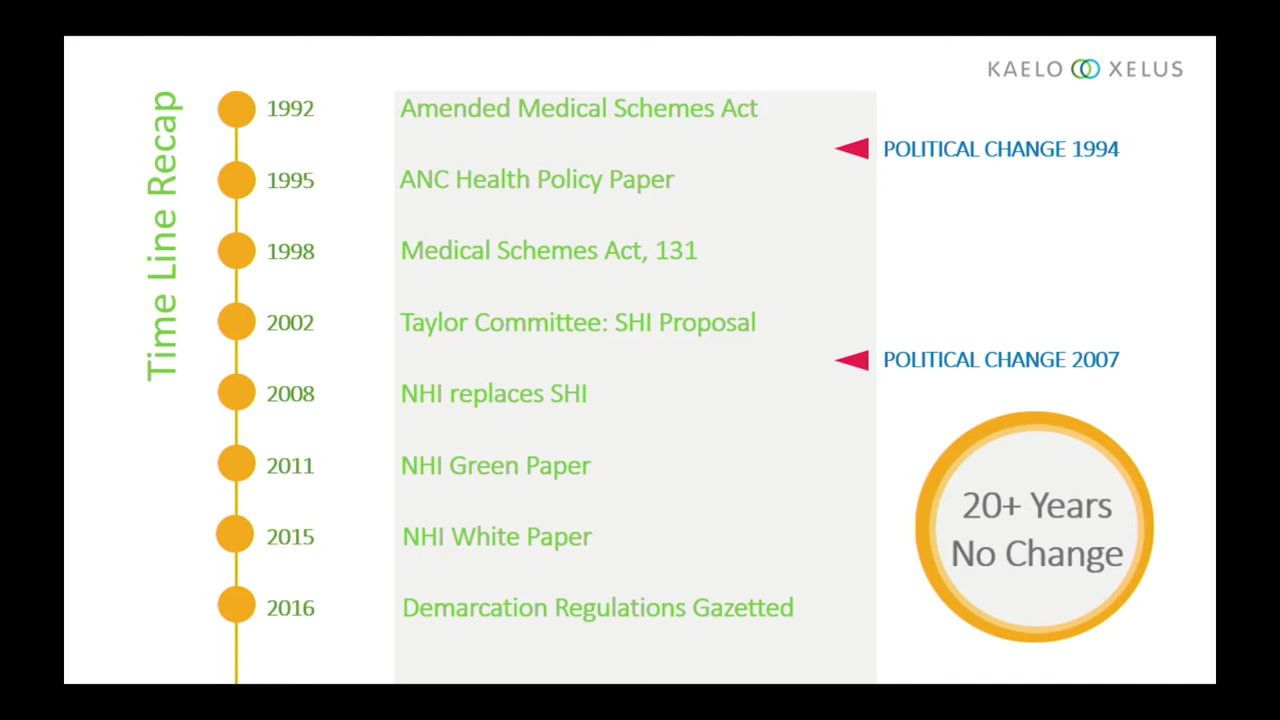 KAELO XELUS
Time Line Recap
1992 Amended Medical Schemes Act
POLITICAL CHANGE 1994
1995 ANC Health Policy Paper
1998 Medical Schemes Act, 131
2002 Taylor Committee: SHI Proposal
POLITICAL CHANGE 2007
2008 NHI replaces SHI
2011 NHI Green Paper
2015 NHI White Paper
2016 Demarcation Regulations Gazetted
20+ Years
No Change